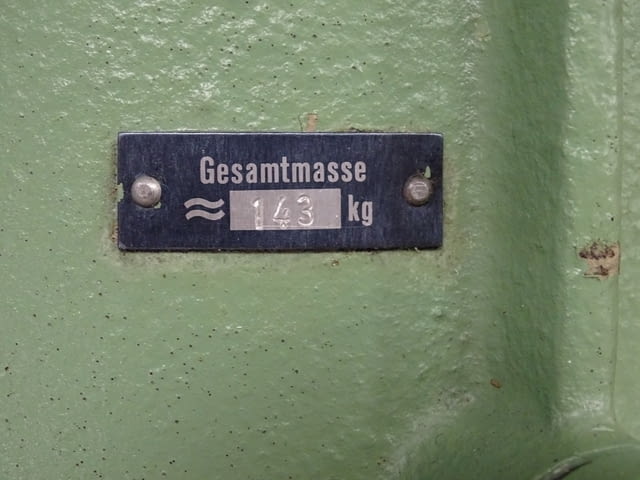 Gesamtmasse
≈ 143 kg